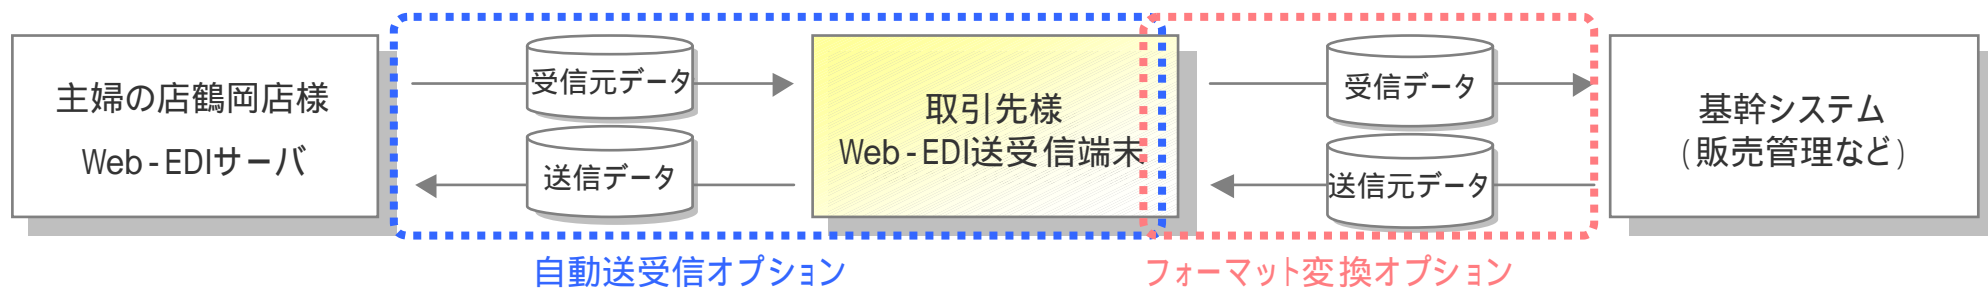 主婦の店鶴岡店様
Web-EDIサーバ
受信元データ
送信データ
取引先様
Web-EDI送受信端末
受信データ
送信元データ
基幹システム
(販売管理など)
自動送受信オプション
フォーマット変換オプション